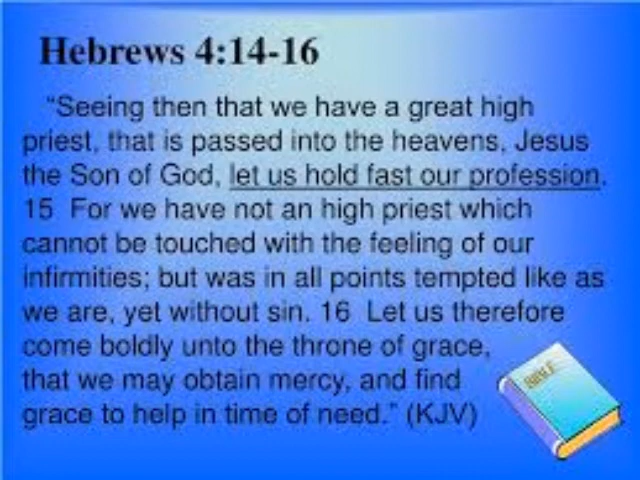 Hebrews 4:14-16
“Seeing then that we have a great high
priest, that is passed into the heavens, Jesus
the Son of God, let us hold fast our profession.
15 For we have not an high priest which
cannot be touched with the feeling of our
infirmities; but was in all points tempted like as
we are, yet without sin. 16 Let us therefore
come boldly unto the throne of grace,
that we may obtain mercy, and find
grace to help in time of need.” (KJV)
BIBLE